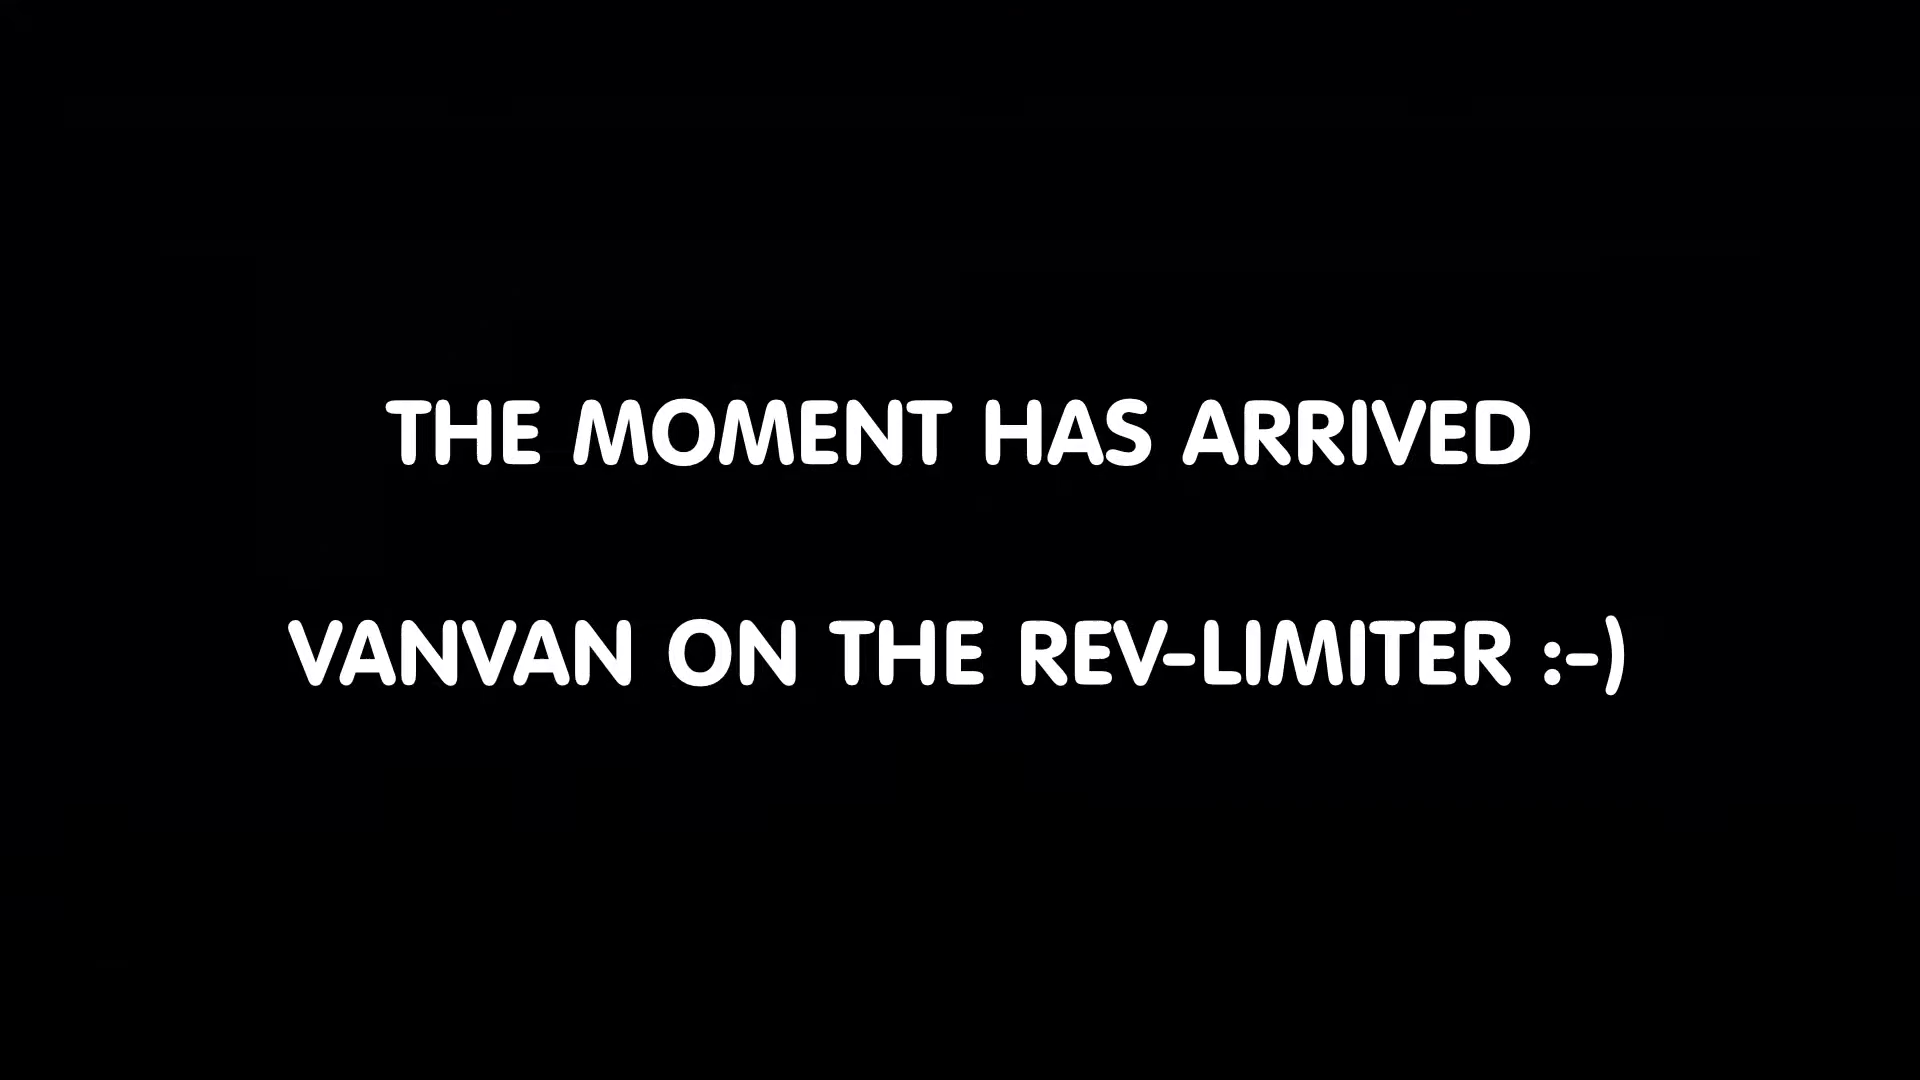 THE MOMENT HAS ARRIVED
VANVAN ON THE REV-LIMITER :-)